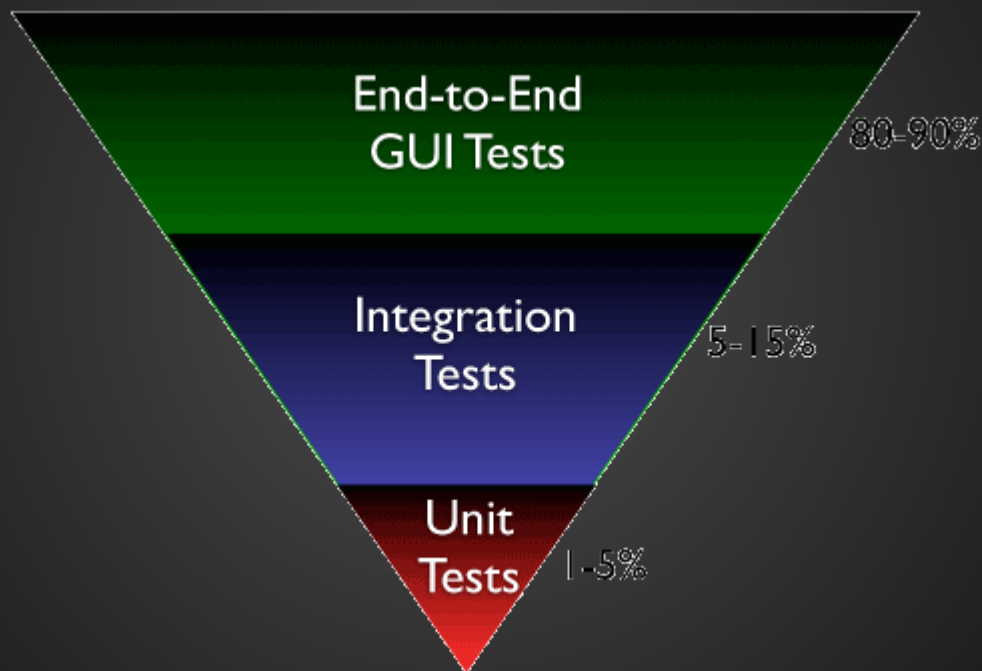 End-to-End
GUI Tests
80-90%
Integration
Tests
5-15%
Unit
Tests
1-5%